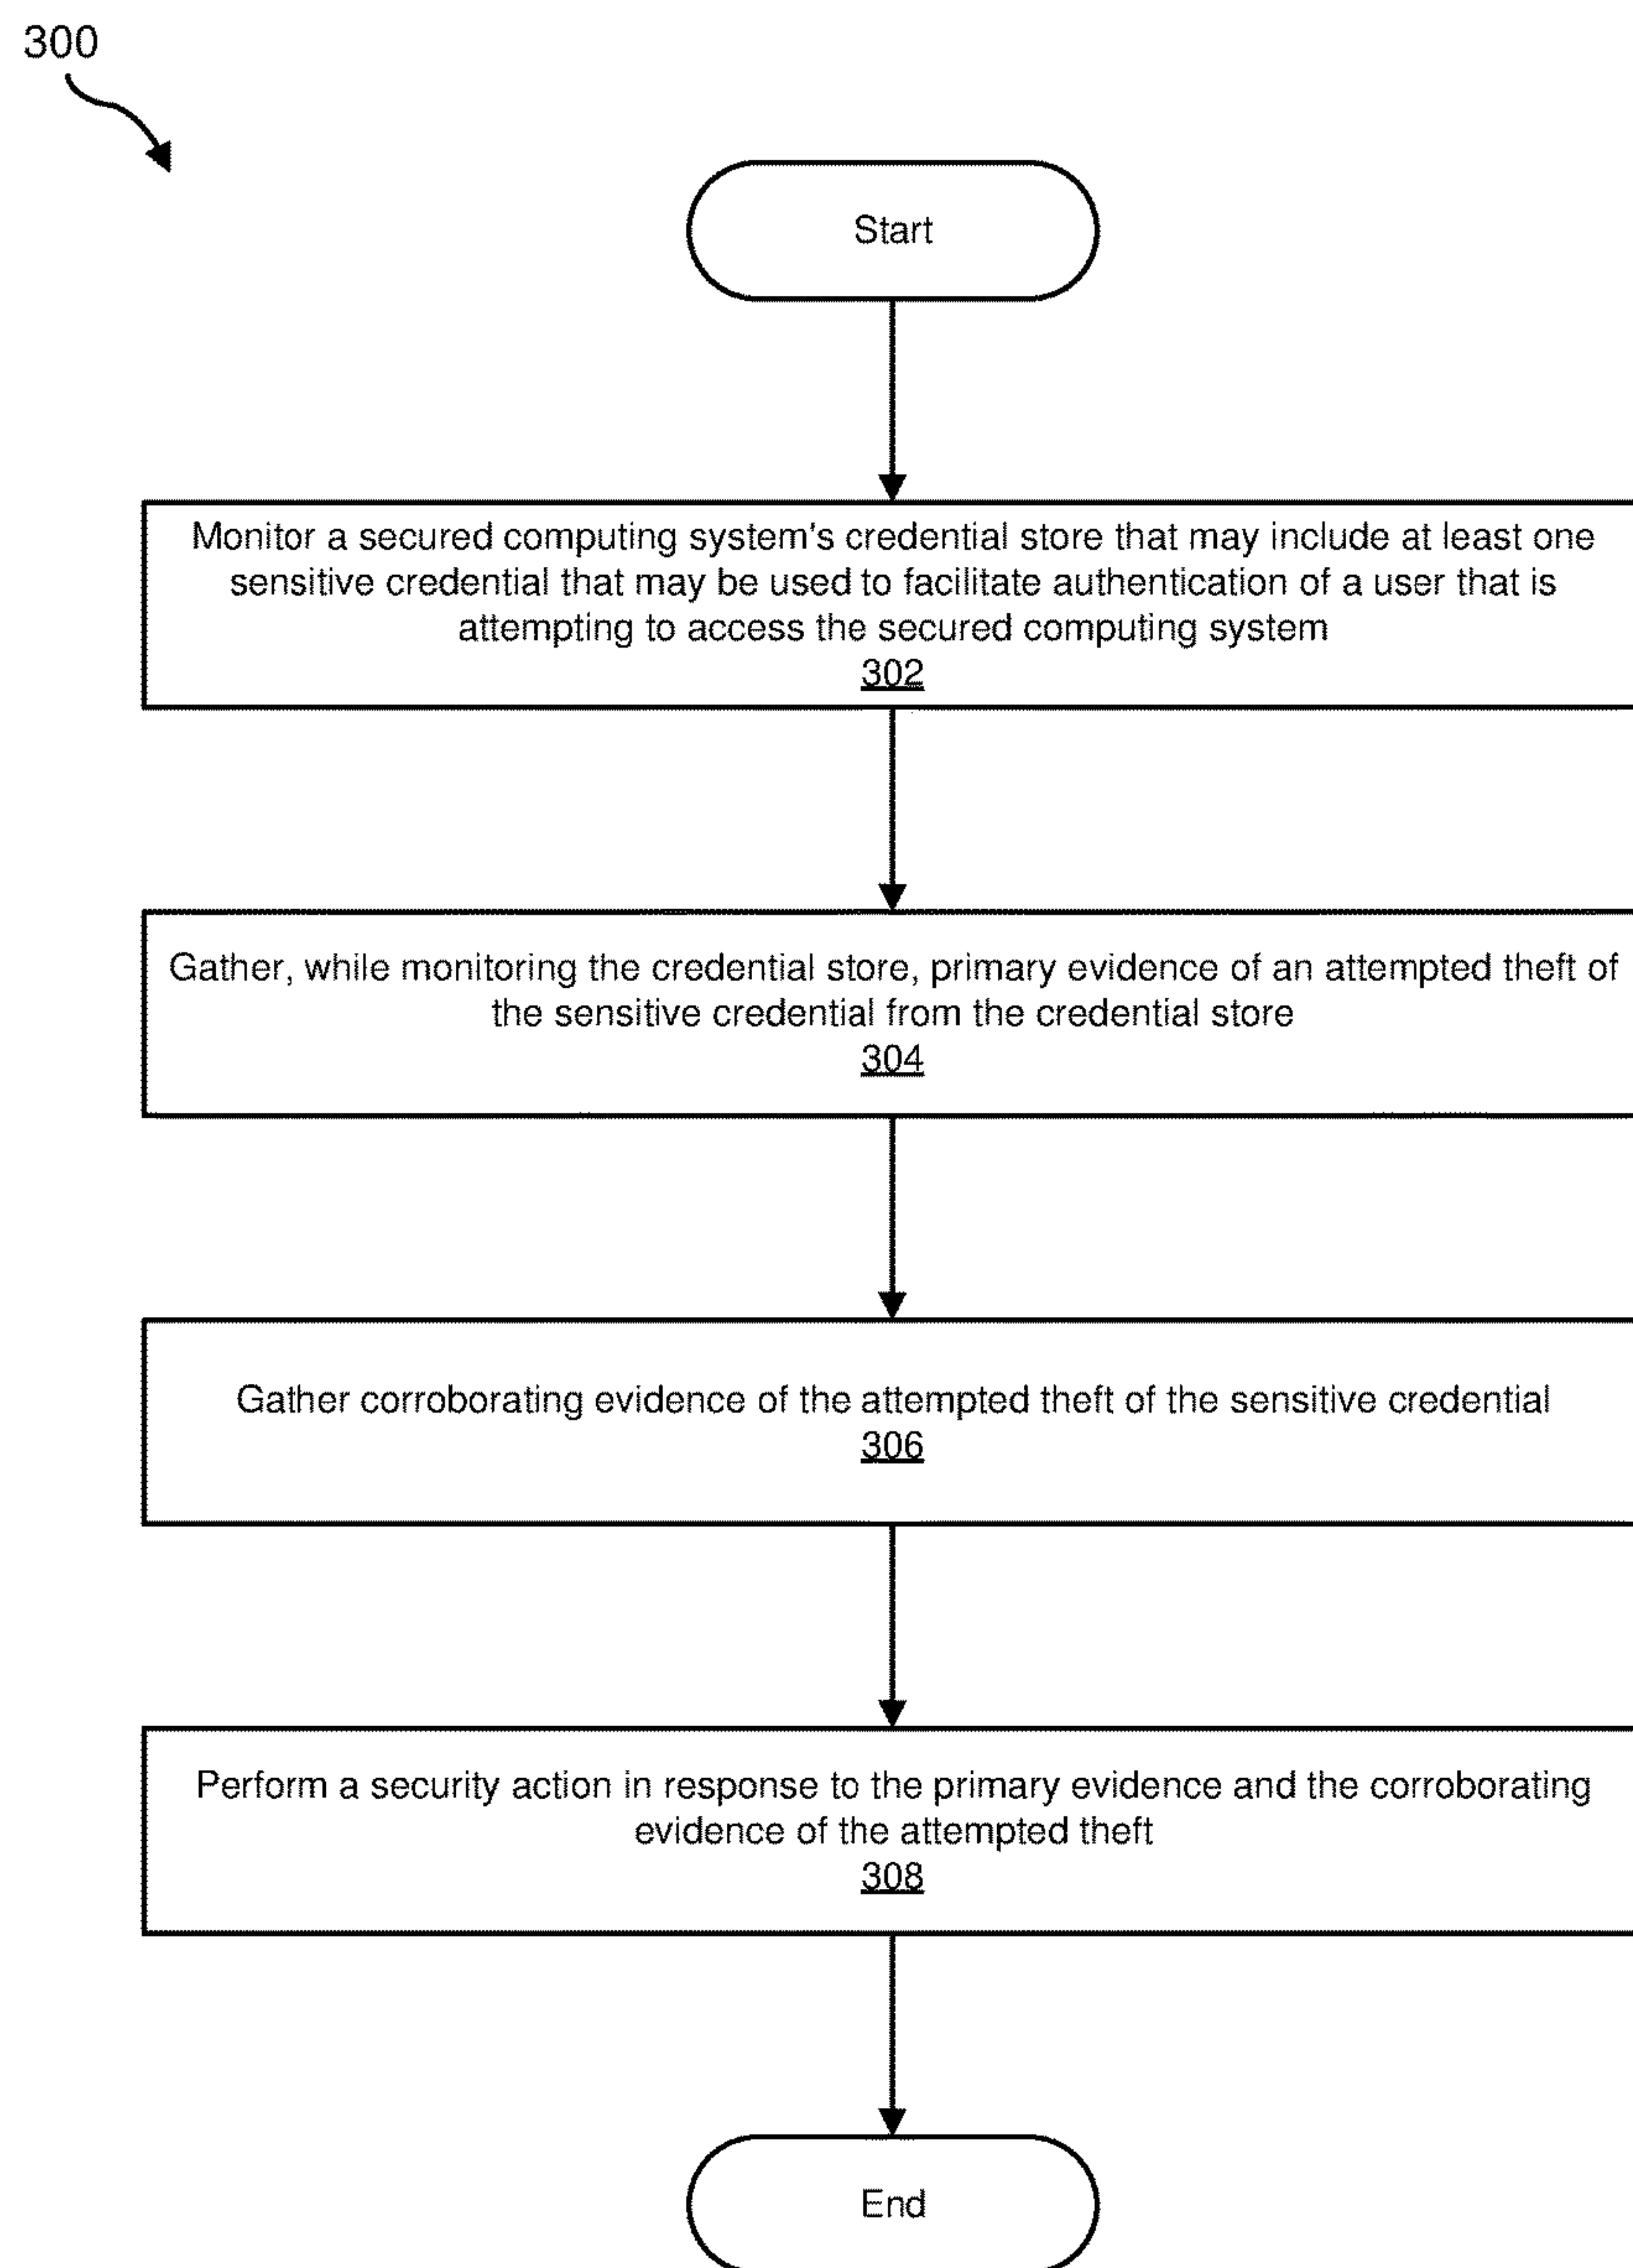 300
Start
Monitor a secured computing system's credential store that may include at least one
sensitive credential that may be used to facilitate authentication of a user that is
attempting to access the secured computing system
302
Gather, while monitoring the credential store, primary evidence of an attempted theft of
the sensitive credential from the credential store
304
Gather corroborating evidence of the attempted theft of the sensitive credential
306
Perform a security action in response to the primary evidence and the corroborating
evidence of the attempted theft
308
End